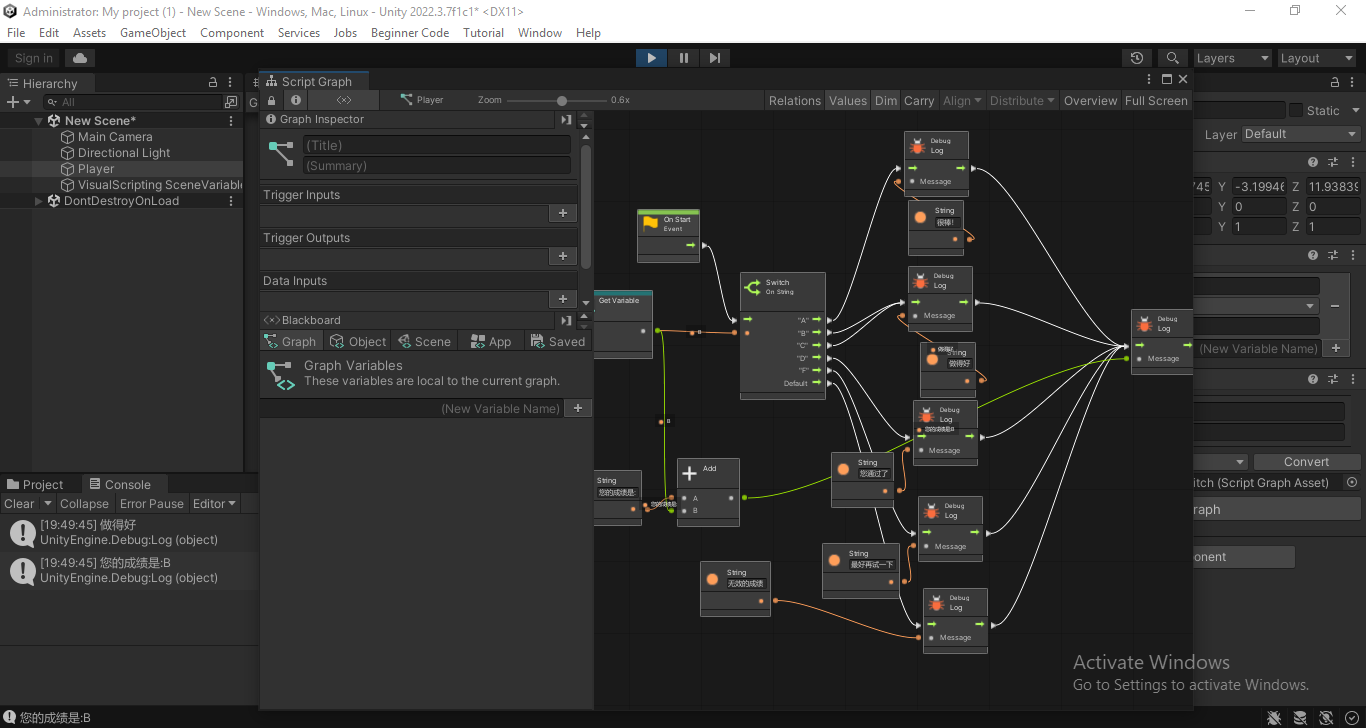 Administrator: My project (1) - New Scene - Windows, Mac, Linux - Unity 2022.3.7f1c1* <DX11>
File Edit Assets GameObject Component Services Jobs Beginner Code Tutorial Window Help
Sign in
Layers
Layout
Hierarchy
All
New Scene*
Main Camera
Directional Light
Player
VisualScripting SceneVariabl
DontDestroyOnLoad
Script Graph
Player
Zoom
0.6x
Relations Values Dim Carry Align Distribute Overview Full Screen
Graph Inspector
(Title)
(Summary)
Trigger Inputs
Trigger Outputs
Data Inputs
Blackboard
Graph Object Scene App Saved
Graph Variables
These variables are local to the current graph.
(New Variable Name)
On Start
Event
Get Variable
B
B
Switch
On String
"A"
"B"
"C"
"D"
"F"
Default
Debug
Log
Message
String
很棒!
Debug
Log
Message
String
做得好
做得好
Debug
Log
您的成绩是:B
Message
String
您通过了
Debug
Log
Message
String
最好再试一下
Debug
Log
Message
String
无效的成绩
String
您的成绩是:
Add
A
B
Debug
Log
Message
Static
Layer Default
745 Y -3.19946 Z 11.93839
Y 0 Z 0
Y 1 Z 1
(New Variable Name)
Convert
itch (Script Graph Asset)
raph
onent
Project Console
Clear Collapse Error Pause Editor
[19:49:45] 做得好
UnityEngine.Debug:Log (object)
[19:49:45] 您的成绩是:B
UnityEngine.Debug:Log (object)
Activate Windows
Go to Settings to activate Windows.
您的成绩是:B